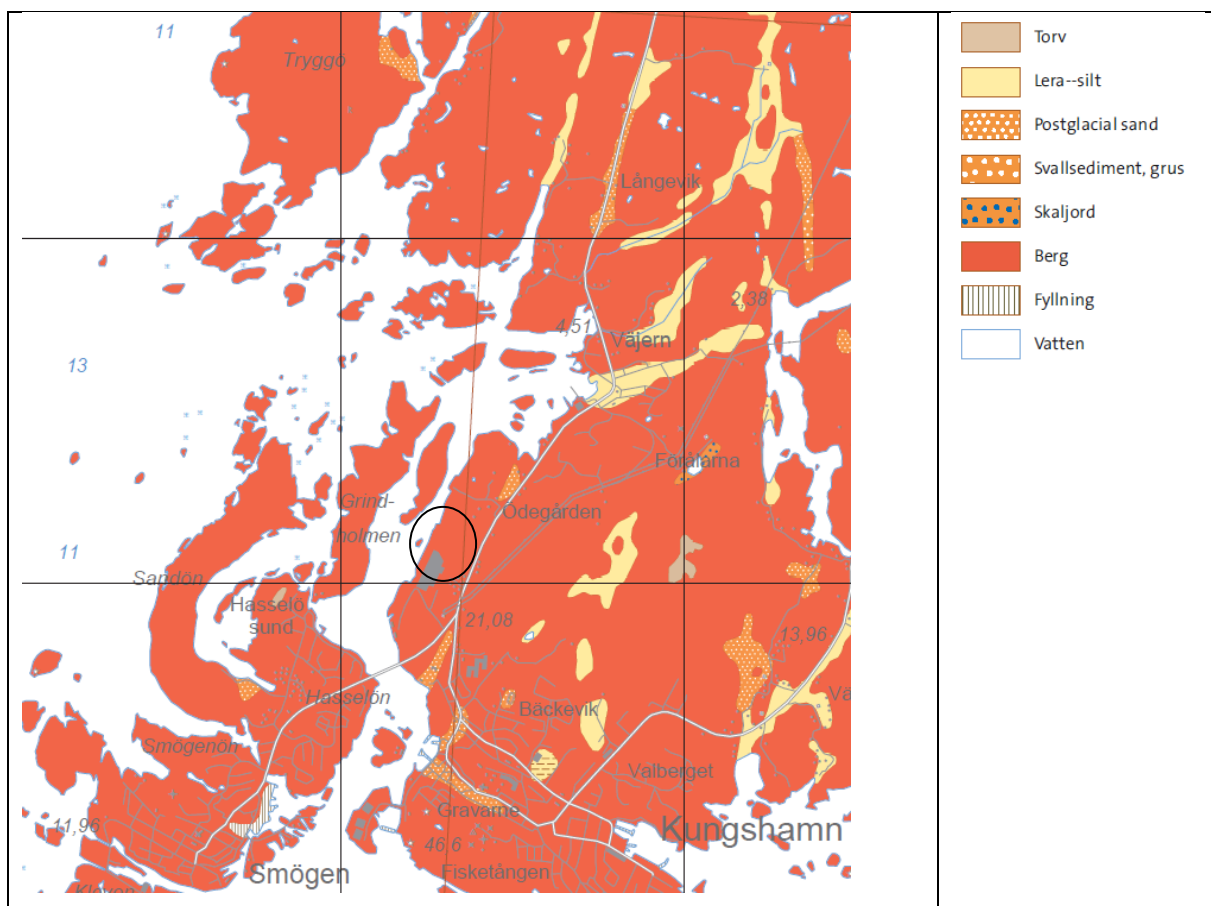 11
Tryggö
Långevik
2,38
4,51
Väjern
13
Förålarna
Grind-
holmen
Ödegården
11
Sandön
Hasselö
sund
21,08
13,96
Hasselön
Bäckevik
Smögenön
Valberget
Gravarne
11,96
Kungshamn
46,6
Smögen
Fisketången
Kleven
Torv
Lera--silt
Postglacial sand
Svallsediment, grus
Skaljord
Berg
Fyllning
Vatten